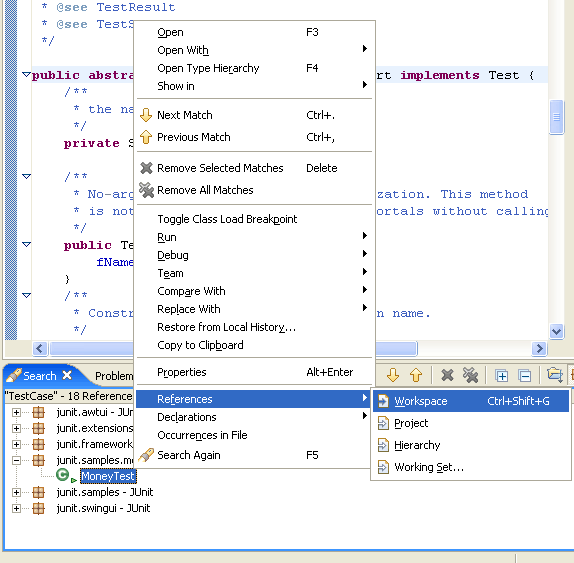 * @see TestResult
* @see TestS
*/
public abstra rt implements Test {
/**
* the na
*/
private S
/**
* No-arg ization. This method
* is not ortals without calling
*/
public Te
fName
}
/**
* Constr n name.
*/
Open F3
Open With
Open Type Hierarchy F4
Show in
Next Match Ctrl+.
Previous Match Ctrl+,
Remove Selected Matches Delete
Remove All Matches
Toggle Class Load Breakpoint
Run
Debug
Team
Compare With
Replace With
Restore from Local History...
Copy to Clipboard
Properties Alt+Enter
References
Declarations
Occurrences in File
Search Again F5
Workspace Ctrl+Shift+G
Project
Hierarchy
Working Set...
Search Problem
"TestCase" - 18 Reference
junit.awtui - JUn
junit.extensions
junit.framework
junit.samples.mo
MoneyTest
junit.samples - JUnit
junit.swingui - JUnit